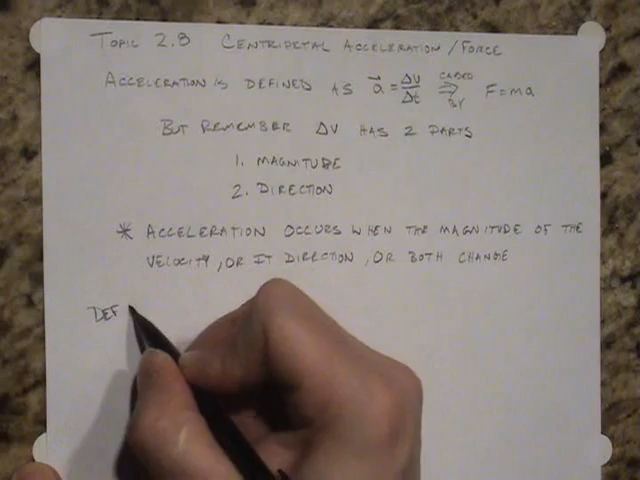 TOPIC 2.8 CENTRIPETAL ACCELERATION / FORCE
ACCELERATION IS DEFINED AS a⃗ = ΔV/Δt CAUSED BY ⇒ F=ma
BUT REMEMBER ΔV HAS 2 PARTS
1. MAGNITUDE
2. DIRECTION
* ACCELERATION OCCURS WHEN THE MAGNITUDE OF THE
VELOCITY, OR IT DIRECTION, OR BOTH CHANGE
DEF